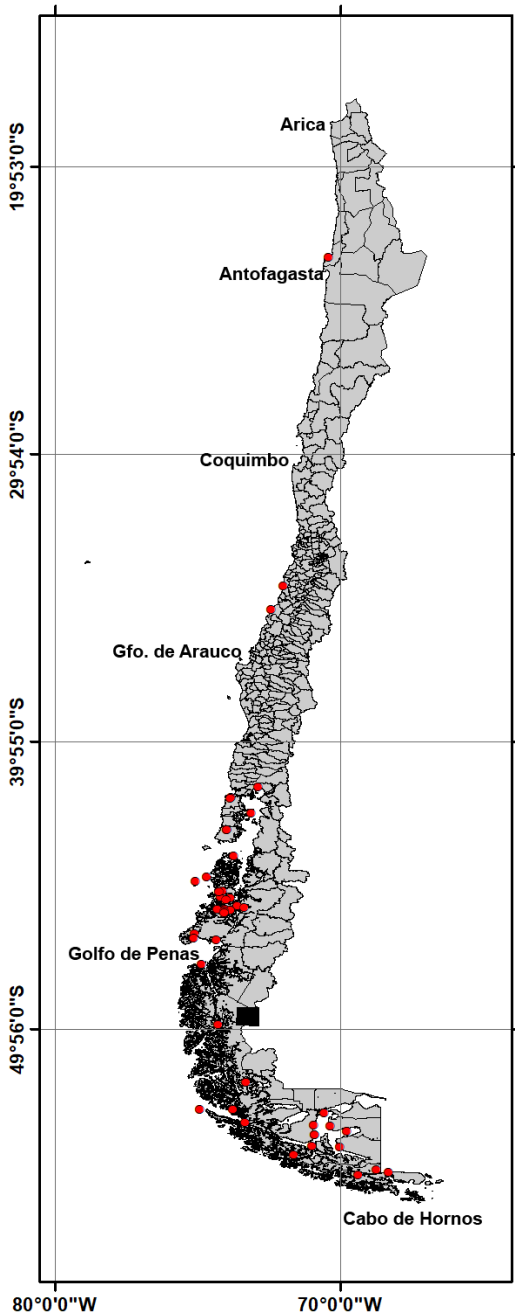 Arica
19°53'0"S
Antofagasta
29°54'0"S
Coquimbo
Gfo. de Arauco
39°55'0"S
Golfo de Penas
49°56'0"S
Cabo de Hornos
80°0'0"W
70°0'0"W